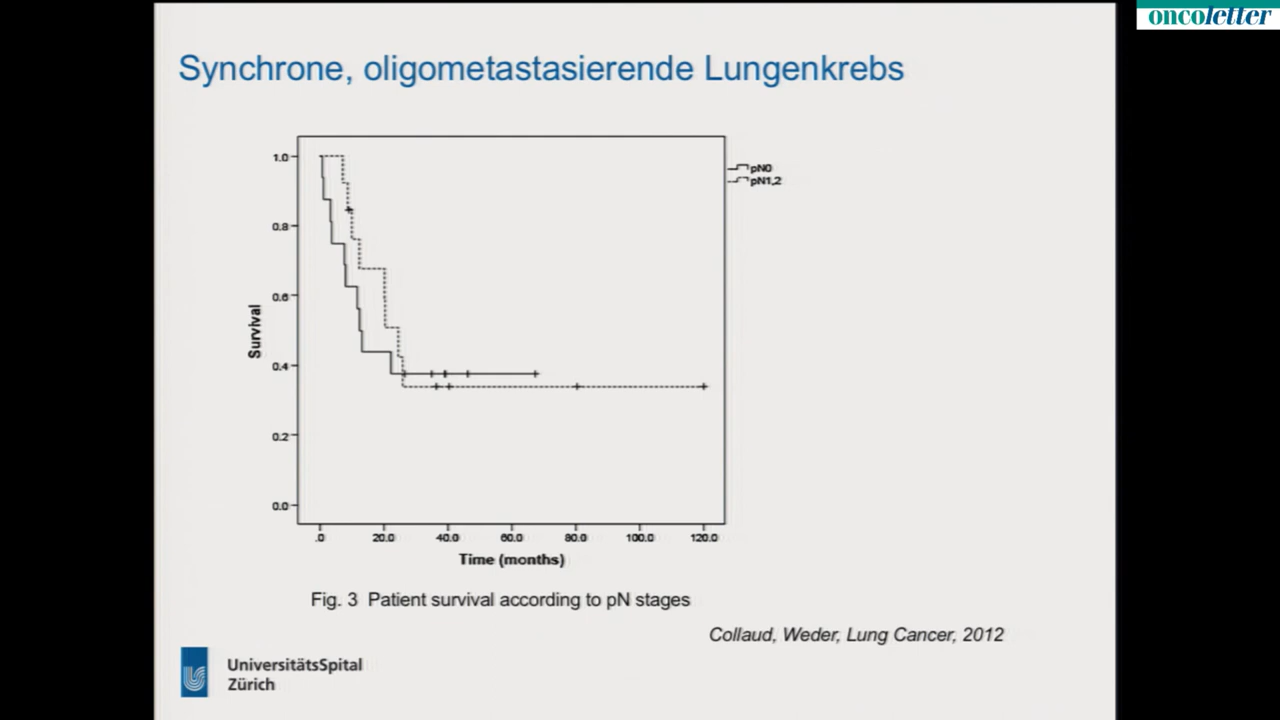 oncoletter
Synchrone, oligometastasierende Lungenkrebs
1.0
0.8
0.6
0.4
0.2
0.0
Survival
.0 20.0 40.0 60.0 80.0 100.0 120.0
Time (months)
pN0
pN1,2
Fig. 3 Patient survival according to pN stages
Collaud, Weder, Lung Cancer, 2012
UniversitätsSpital
Zürich